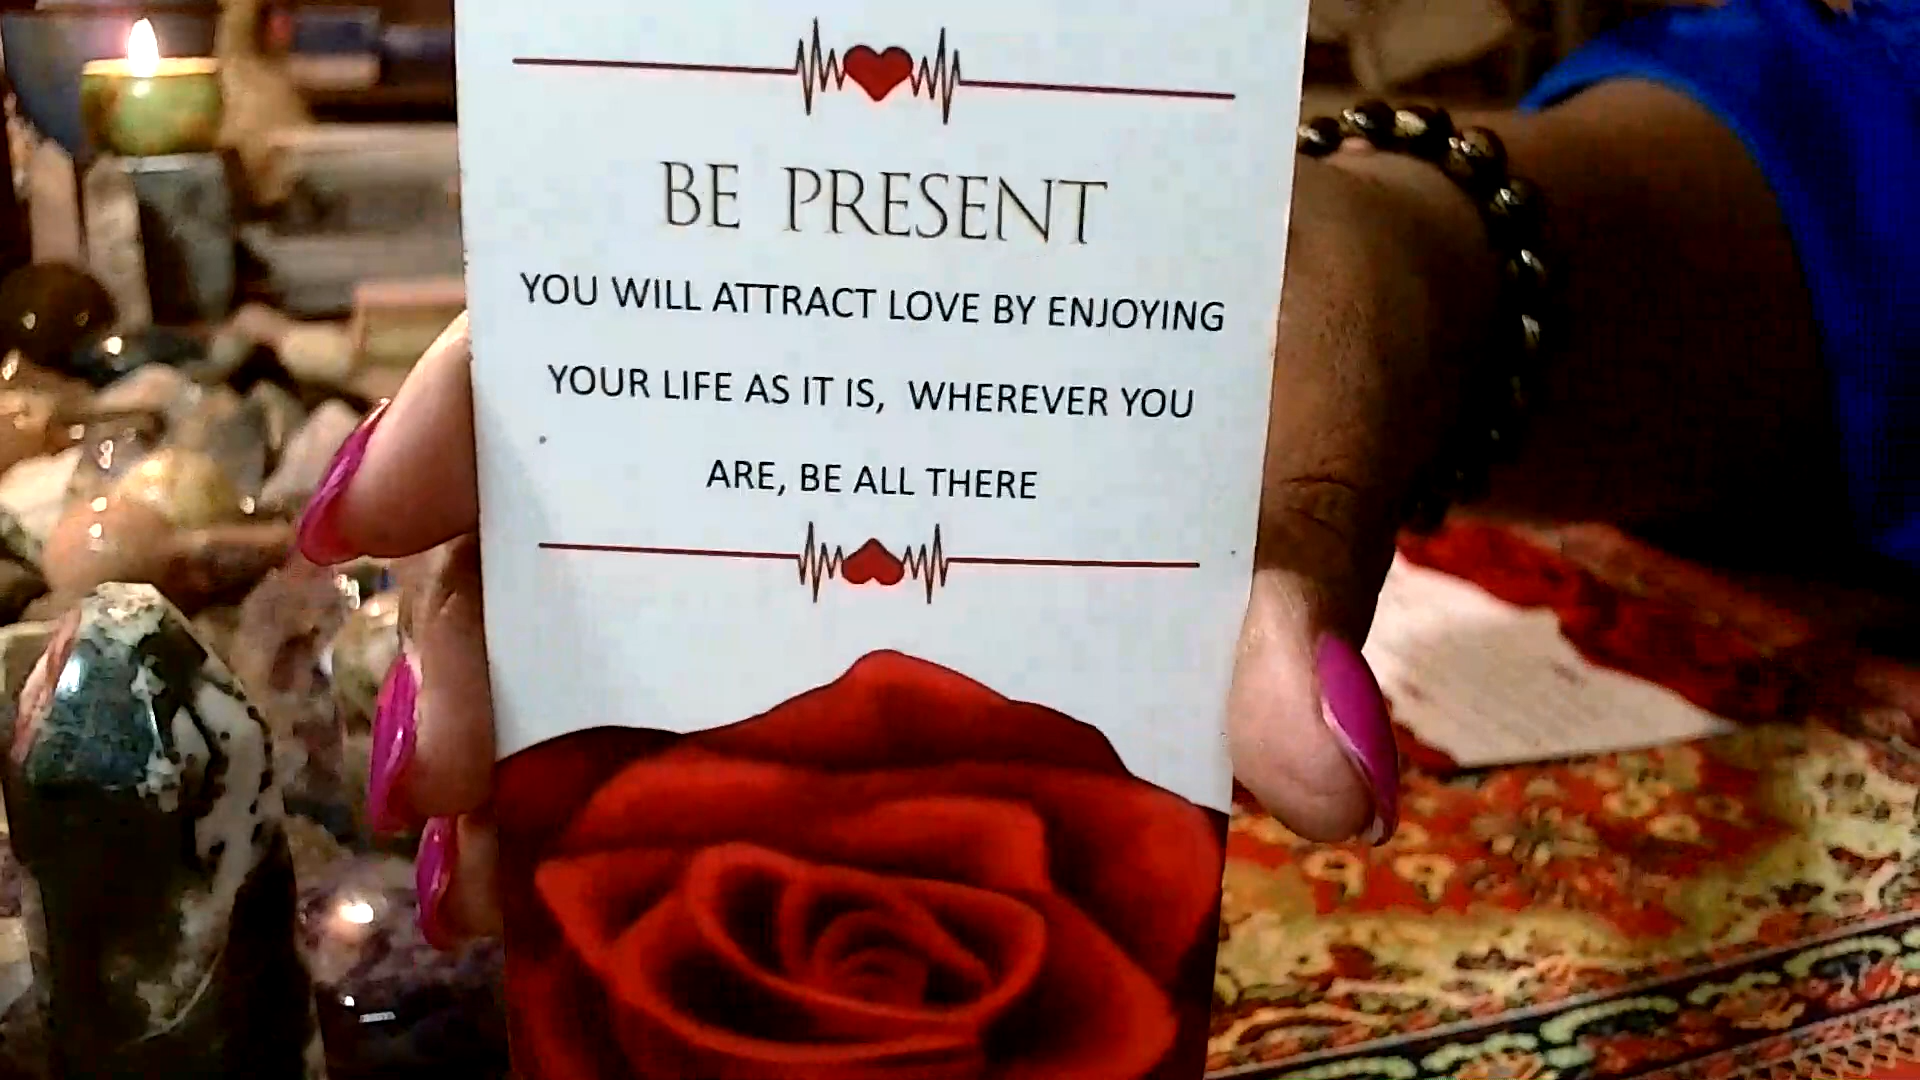 BE PRESENT
YOU WILL ATTRACT LOVE BY ENJOYING
YOUR LIFE AS IT IS, WHEREVER YOU
ARE, BE ALL THERE